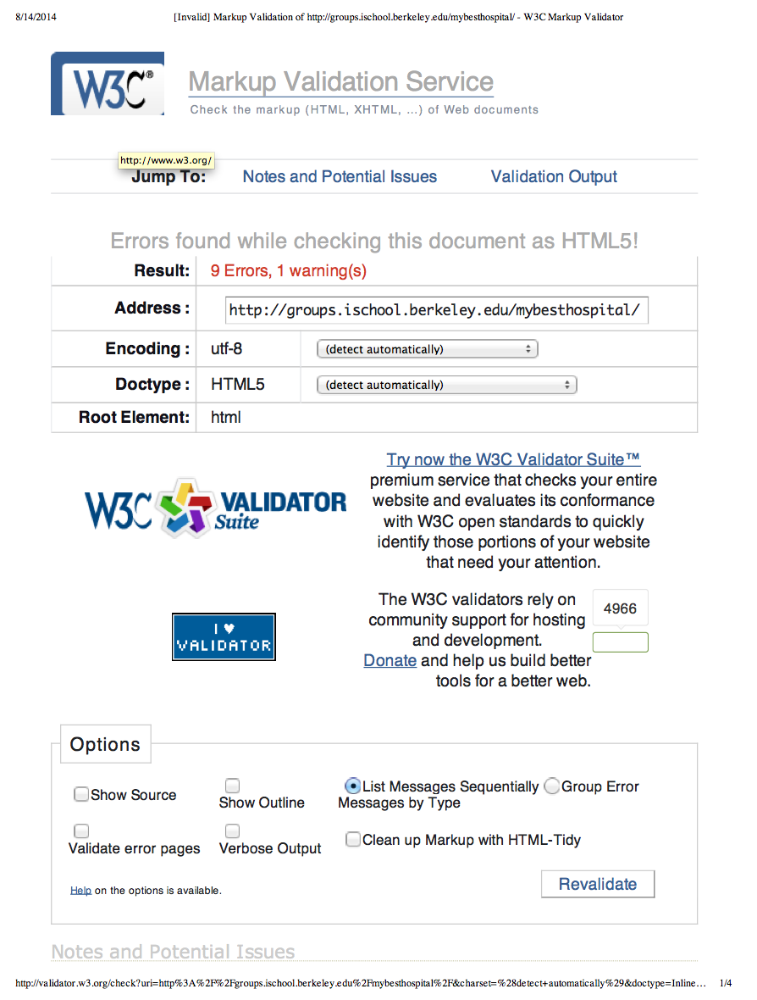 8/14/2014 [Invalid] Markup Validation of http://groups.ischool.berkeley.edu/mybesthospital/ - W3C Markup Validator
W3C®
Markup Validation Service
Check the markup (HTML, XHTML, …) of Web documents
http://www.w3.org/
Jump To: Notes and Potential Issues Validation Output
Errors found while checking this document as HTML5!
Result: 9 Errors, 1 warning(s)
Address : http://groups.ischool.berkeley.edu/mybesthospital/
Encoding : utf-8 (detect automatically)
Doctype : HTML5 (detect automatically)
Root Element: html
W3C VALIDATOR
Suite
Try now the W3C Validator Suite™
premium service that checks your entire
website and evaluates its conformance
with W3C open standards to quickly
identify those portions of your website
that need your attention.
I ♥
VALIDATOR
The W3C validators rely on
community support for hosting
and development.
Donate and help us build better
tools for a better web.
4966
Options
Show Source
Show Outline
List Messages Sequentially Group Error
Messages by Type
Validate error pages
Verbose Output
Clean up Markup with HTML-Tidy
Help on the options is available.
Revalidate
Notes and Potential Issues
http://validator.w3.org/check?uri=http%3A%2F%2Fgroups.ischool.berkeley.edu%2Fmybesthospital%2F&charset=%28detect+automatically%29&doctype=Inline… 1/4